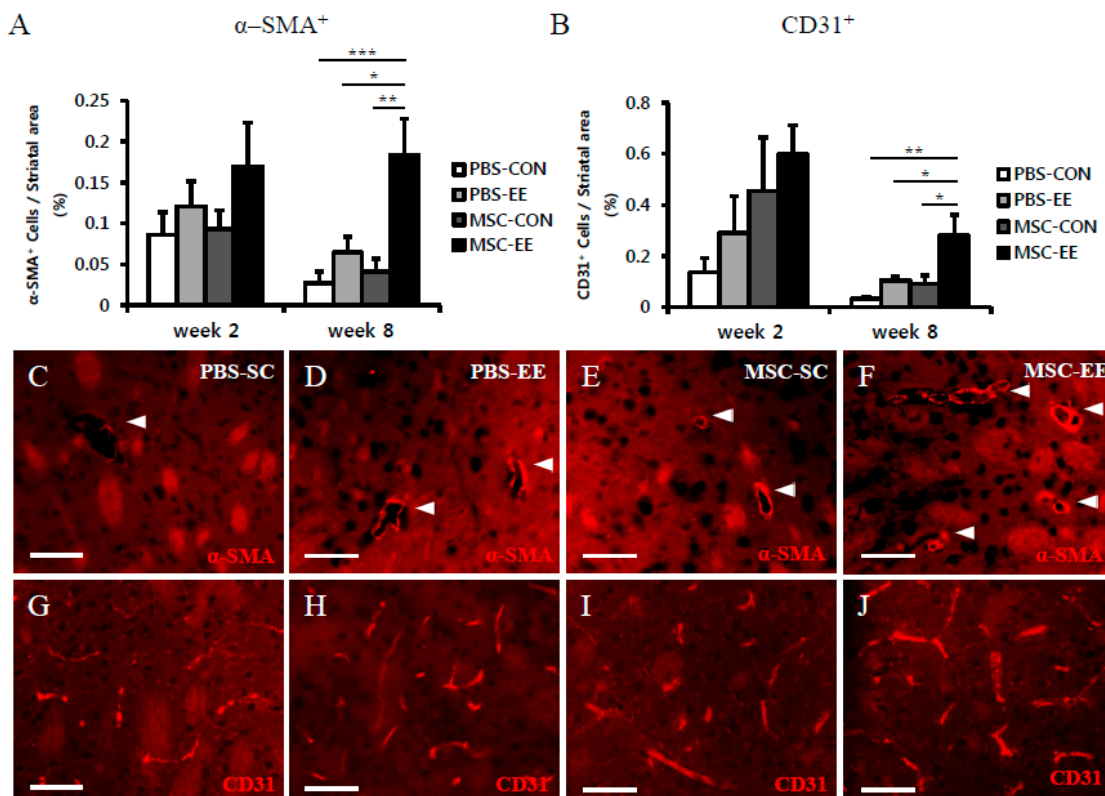 A
α–SMA⁺
***
*
**
0.25
0.2
0.15
0.1
0.05
0
α-SMA⁺ Cells / Striatal area
(%)
week 2
week 8
PBS-CON
PBS-EE
MSC-CON
MSC-EE
B
CD31⁺
**
*
*
0.8
0.6
0.4
0.2
0
CD31⁺ Cells / Striatal area
(%)
week 2
week 8
PBS-CON
PBS-EE
MSC-CON
MSC-EE
C
PBS-SC
α-SMA
D
PBS-EE
α-SMA
E
MSC-SC
α-SMA
F
MSC-EE
α-SMA
G
CD31
H
CD31
I
CD31
J
CD31